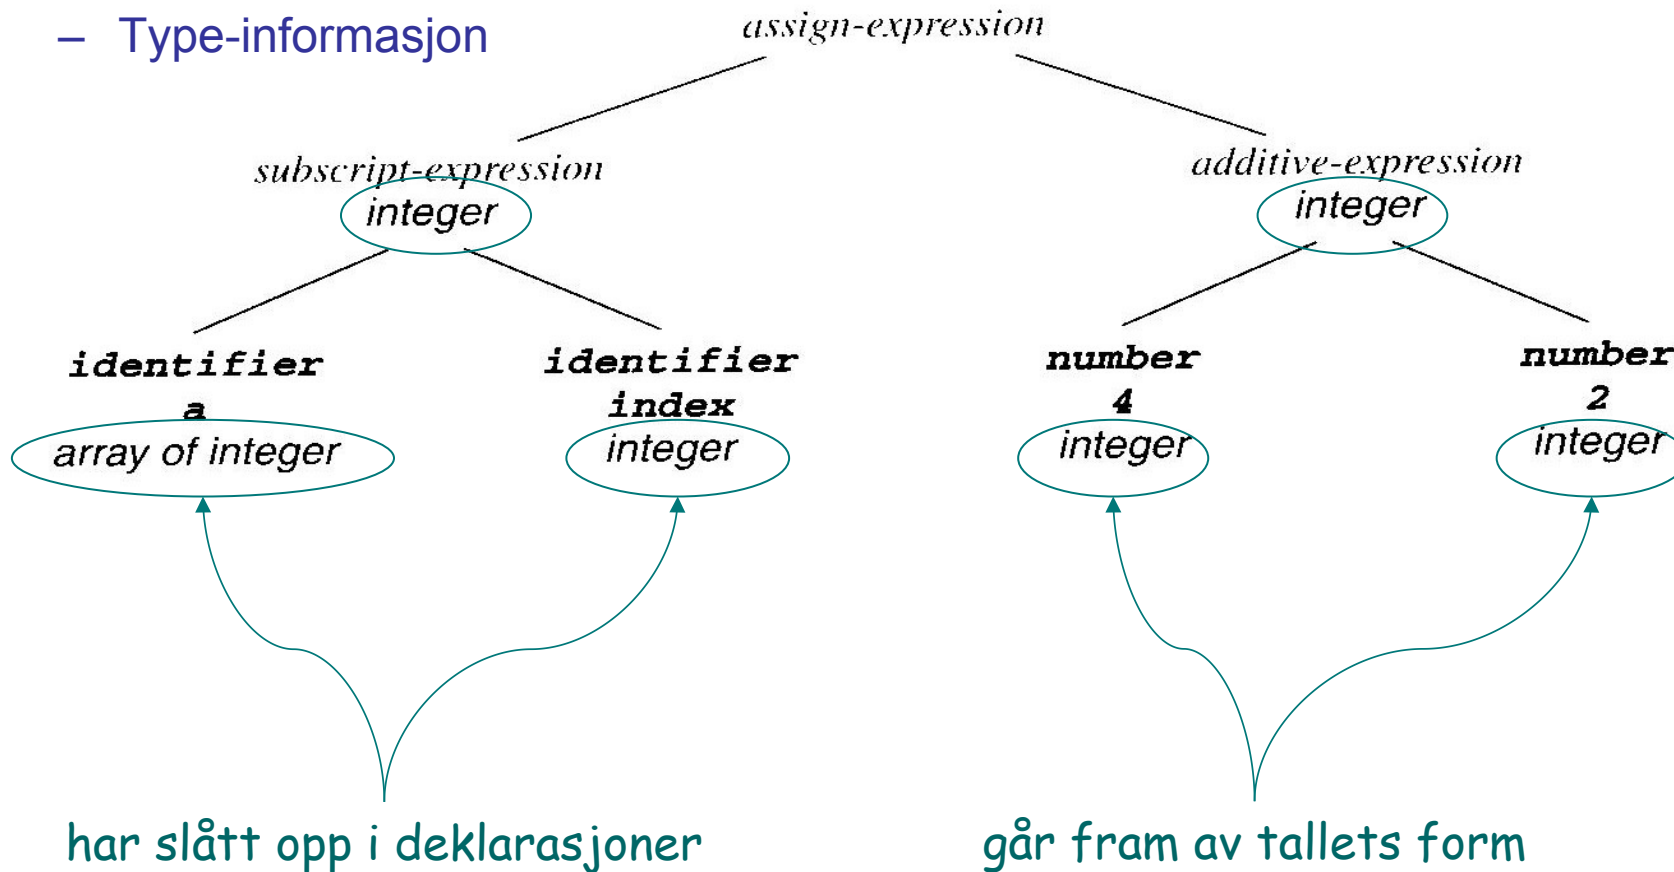 – Type-informasjon
assign-expression
subscript-expression
integer
additive-expression
integer
identifier
a
array of integer
identifier
index
integer
number
4
integer
number
2
integer
har slått opp i deklarasjoner
går fram av tallets form